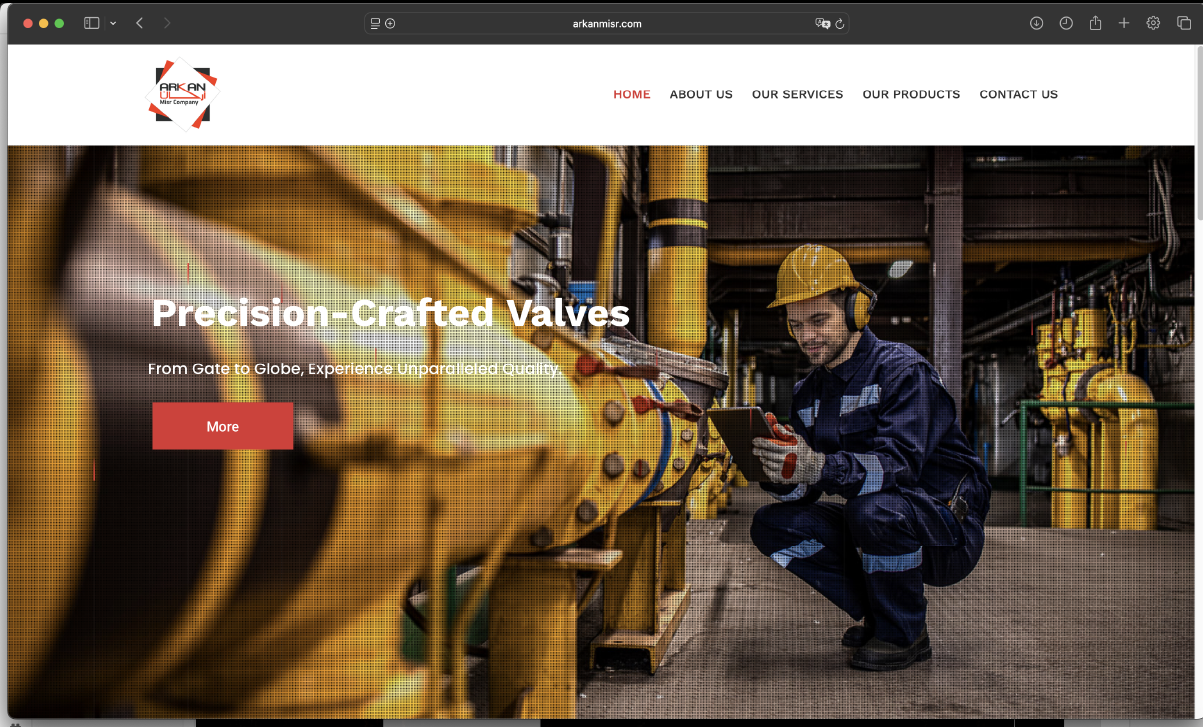 arkanmisr.com
ARKAN
Misr Company
HOME ABOUT US OUR SERVICES OUR PRODUCTS CONTACT US
Precision-Crafted Valves
From Gate to Globe, Experience Unparalleled Quality.
More